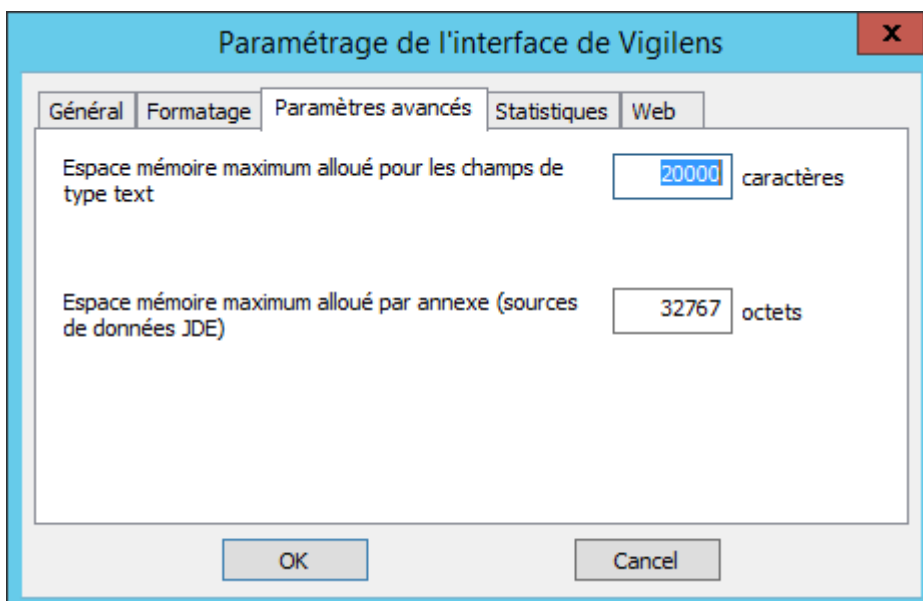 Paramétrage de l'interface de Vigilens
x
Général Formatage Paramètres avancés Statistiques Web
Espace mémoire maximum alloué pour les champs de
type text
20000 caractères
Espace mémoire maximum alloué par annexe (sources
de données JDE)
32767 octets
OK Cancel